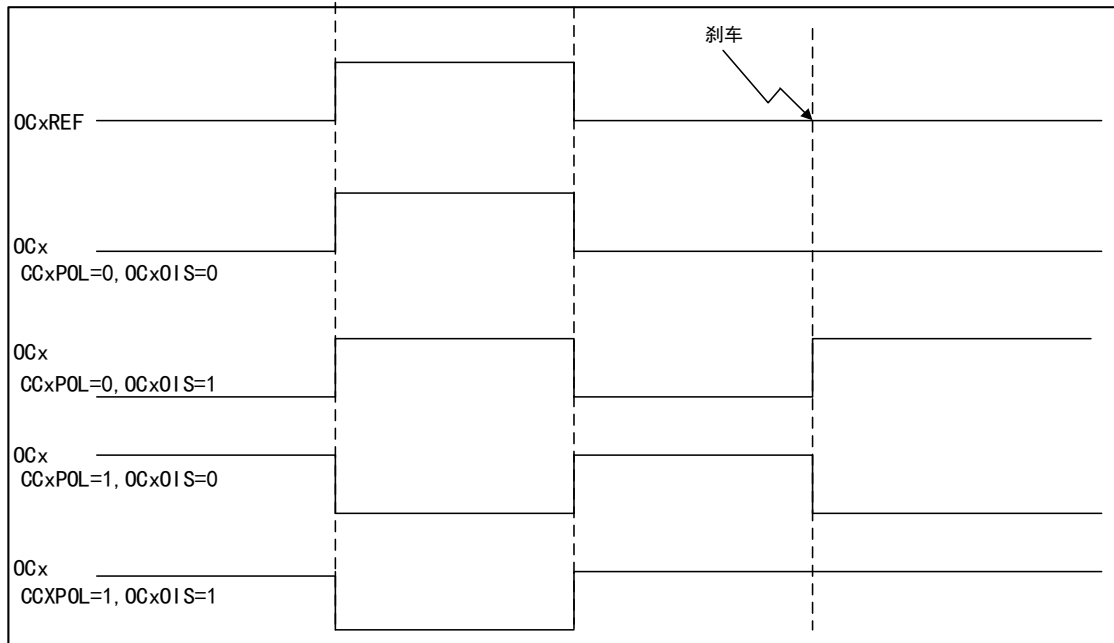 刹车
OCxREF
OCx
CCxPOL=0,OCxOIS=0
OCx
CCxPOL=0,OCxOIS=1
OCx
CCxPOL=1,OCxOIS=0
OCx
CCXPOL=1,OCxOIS=1